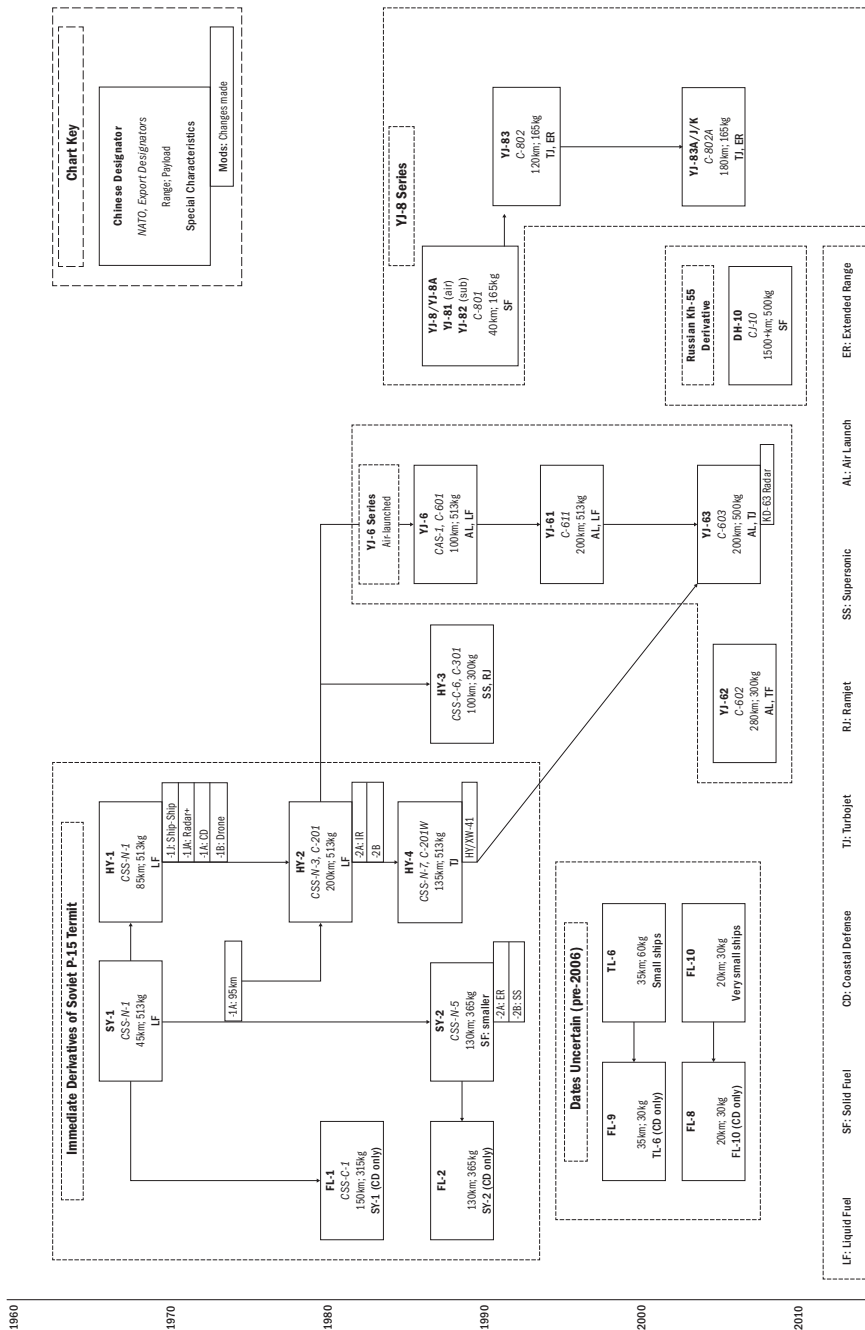 Chart Key
Chinese Designator
NATO, Export Designators
Range; Payload
Special Characteristics
Mods: Changes made
1960
1970
1980
1990
2000
2010
Immediate Derivatives of Soviet P-15 Termit
SY-1
CSS-N-1
45km; 513kg
LF
-1A: 95km
HY-1
CSS-N-1
85km; 513kg
LF
-1J: Ship-Ship
-1JA: Radar+
-1A: CD
-1B: Drone
FL-1
CSS-C-1
150km; 315kg
SY-1 (CD only)
HY-2
CSS-N-3, C-201
200km; 513kg
LF
-2A: IR
-2B
FL-2
130km; 365kg
SY-2 (CD only)
SY-2
CSS-N-5
130km; 365kg
SF: smaller
-2A: ER
-2B: SS
HY-4
CSS-N-7, C-201W
135km; 513kg
TJ
HY/XW-41
HY-3
CSS-C-6, C-301
100km; 300kg
SS, RJ
YJ-6 Series
Air-launched
YJ-6
CAS-1, C-601
100km; 513kg
AL, LF
YJ-61
C-611
200km; 513kg
AL, LF
YJ-63
C-603
200km; 500kg
AL, TJ
KD-63 Radar
YJ-62
C-602
280km; 300kg
AL, TF
YJ-8 Series
YJ-8/YJ-8A
YJ-81 (air)
YJ-82 (sub)
C-801
40km; 165kg
SF
YJ-83
C-802
120km; 165kg
TJ, ER
YJ-83A/J/K
C-802A
180km; 165kg
TJ, ER
Russian Kh-55
Derivative
DH-10
CJ-10
1500+km; 500kg
SF
Dates Uncertain (pre-2006)
FL-9
35km; 30kg
TL-6 (CD only)
TL-6
35km; 60kg
Small ships
FL-8
20km; 30kg
FL-10 (CD only)
FL-10
20km; 30kg
Very small ships
LF: Liquid Fuel
SF: Solid Fuel
CD: Coastal Defense
TJ: Turbojet
RJ: Ramjet
SS: Supersonic
AL: Air Launch
ER: Extended Range